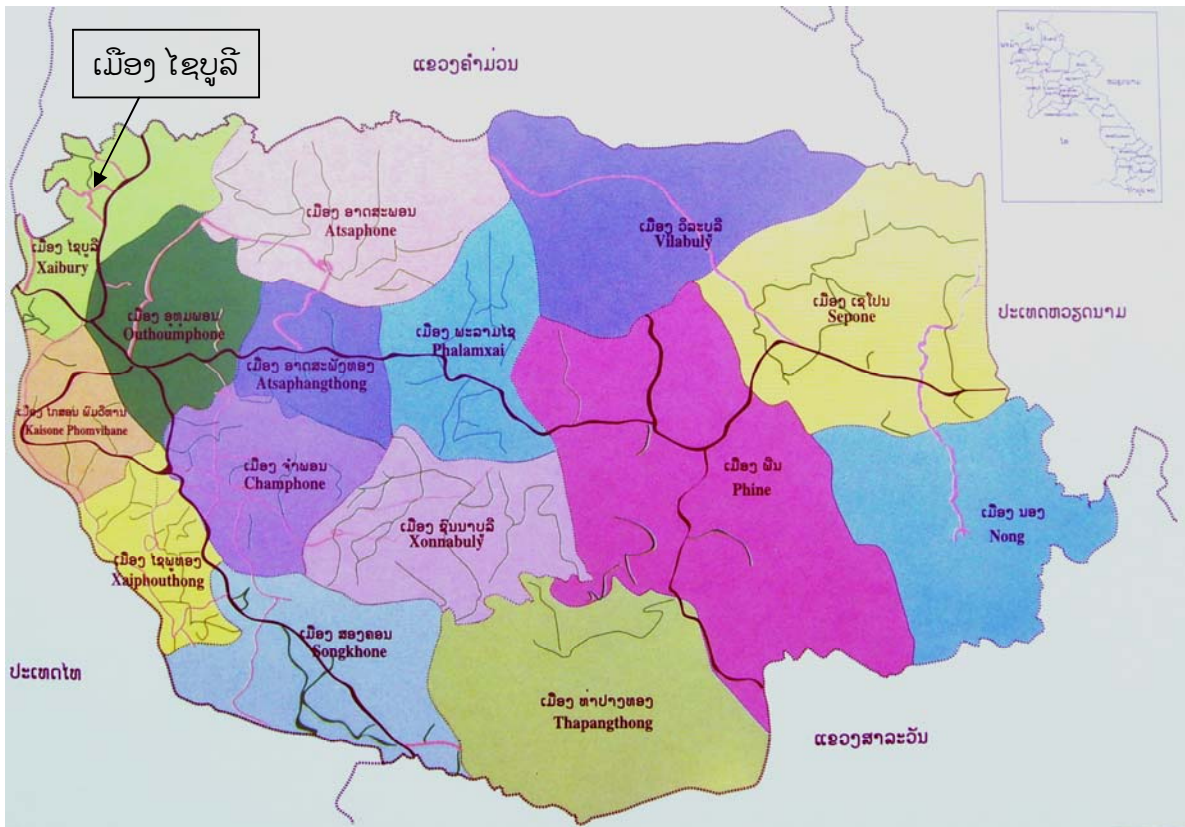 ເມືອງ ໄຊບູລີ
ແຂວງຄຳມ່ວນ
ເມືອງ ອາດສະພອນ
Atsaphone
ເມືອງ ວິລະບູລີ
Vilabuly
ເມືອງ ໄຊບູລີ
Xaibury
ເມືອງ ເຊໂປນ
Sepone
ປະເທດຫວຽດນາມ
ເມືອງ ອຸທຸມພອນ
Outhoumphone
ເມືອງ ພະລານໄຊ
Phalamxai
ເມືອງ ອາດສະພັງທອງ
Atsaphangthong
ເມືອງ ໄກສອນ ພົມວິຫານ
Kaisone Phomvihane
ເມືອງ ຈຳພອນ
Champhone
ເມືອງ ພີນ
Phine
ເມືອງ ຊົນນາບູລີ
Xonnabuly
ເມືອງ ນອງ
Nong
ເມືອງ ໄຊພູທອງ
Xaiphouthong
ເມືອງ ສອງຄອນ
Songkhone
ປະເທດໄທ
ເມືອງ ທ່າປາງທອງ
Thapangthong
ແຂວງສາລະວັນ